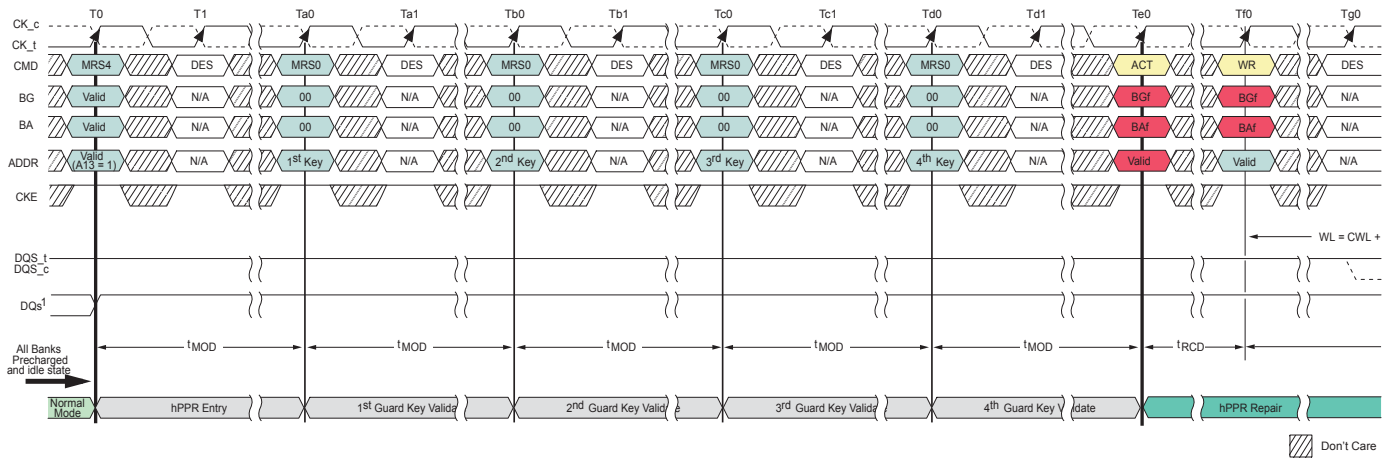 T0 T1 Ta0 Ta1 Tb0 Tb1 Tc0 Tc1 Td0 Td1 Te0 Tf0 Tg0
CK_c
CK_t
CMD MRS4 DES MRS0 DES MRS0 DES MRS0 DES MRS0 DES ACT WR DES
BG Valid N/A 00 N/A 00 N/A 00 N/A 00 N/A BGf BGf N/A
BA Valid N/A 00 N/A 00 N/A 00 N/A 00 N/A BAf BAf N/A
ADDR Valid (A13 = 1) N/A 1st Key N/A 2nd Key N/A 3rd Key N/A 4th Key N/A Valid Valid N/A
CKE
WL = CWL +
DQS_t
DQS_c
DQs1
tMOD tMOD tMOD tMOD tMOD tRCD
All Banks
Precharged
and idle state
Normal Mode hPPR Entry 1st Guard Key Valida 2nd Guard Key Valid e 3rd Guard Key Valida 4th Guard Key V idate hPPR Repair
Don't Care